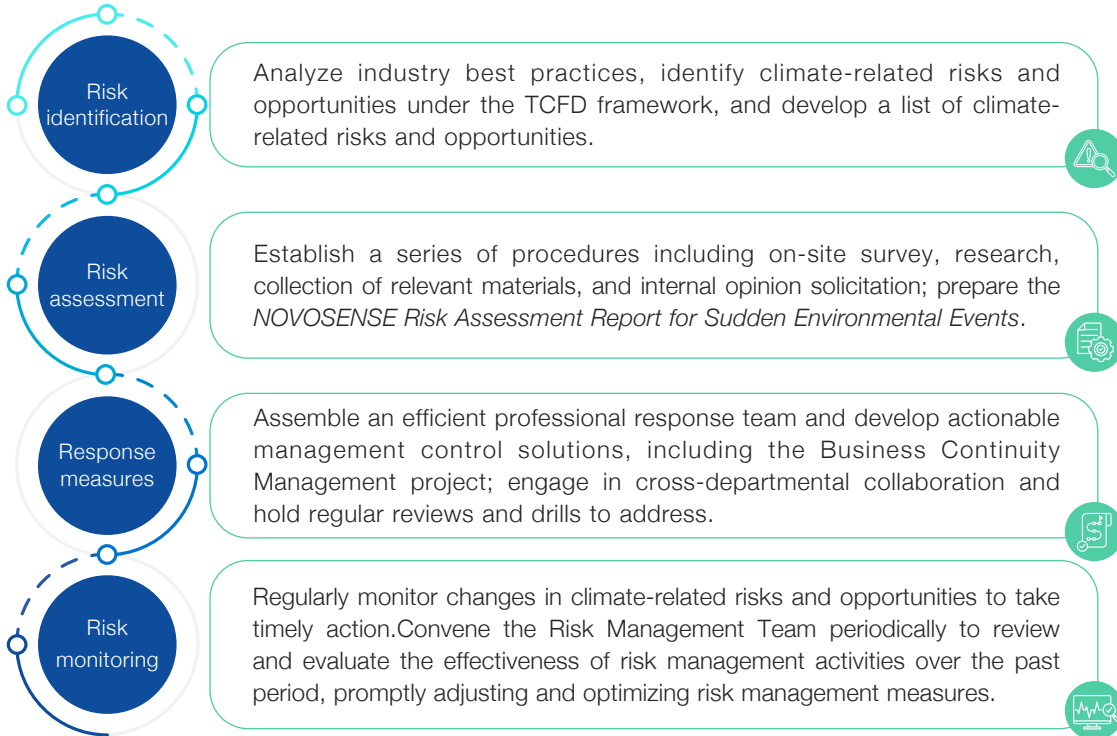 Risk
identification
Analyze industry best practices, identify climate-related risks and
opportunities under the TCFD framework, and develop a list of climate-
related risks and opportunities.
Risk
assessment
Establish a series of procedures including on-site survey, research,
collection of relevant materials, and internal opinion solicitation; prepare the
NOVOSENSE Risk Assessment Report for Sudden Environmental Events.
Response
measures
Assemble an efficient professional response team and develop actionable
management control solutions, including the Business Continuity
Management project; engage in cross-departmental collaboration and
hold regular reviews and drills to address.
Risk
monitoring
Regularly monitor changes in climate-related risks and opportunities to take
timely action.Convene the Risk Management Team periodically to review
and evaluate the effectiveness of risk management activities over the past
period, promptly adjusting and optimizing risk management measures.